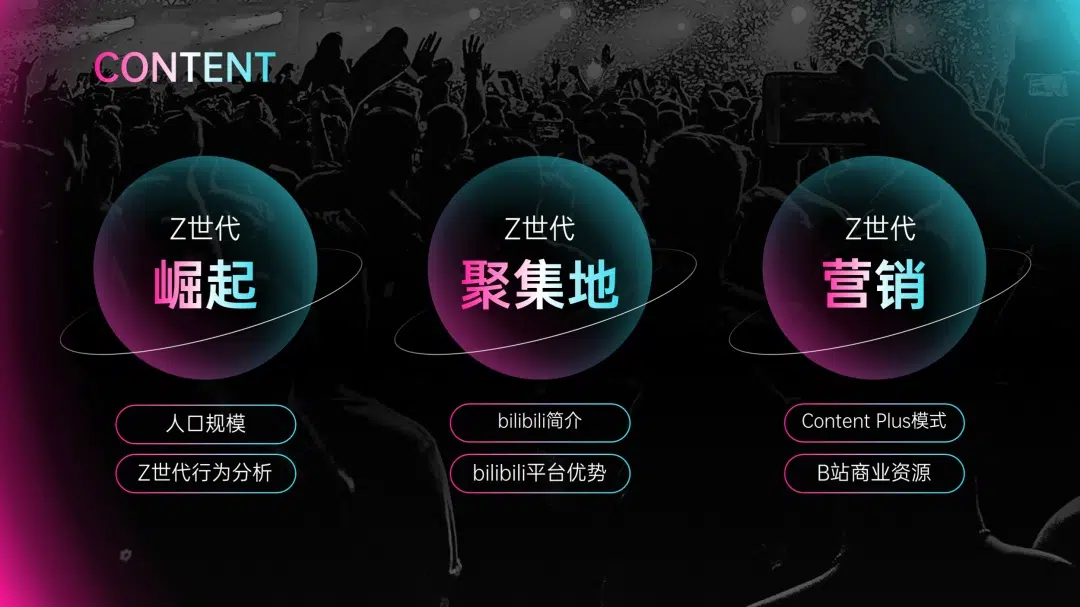 CONTENT
Z世代
崛起
人口规模
Z世代行为分析
Z世代
聚集地
bilibili简介
bilibili平台优势
Z世代
营销
Content Plus模式
B站商业资源